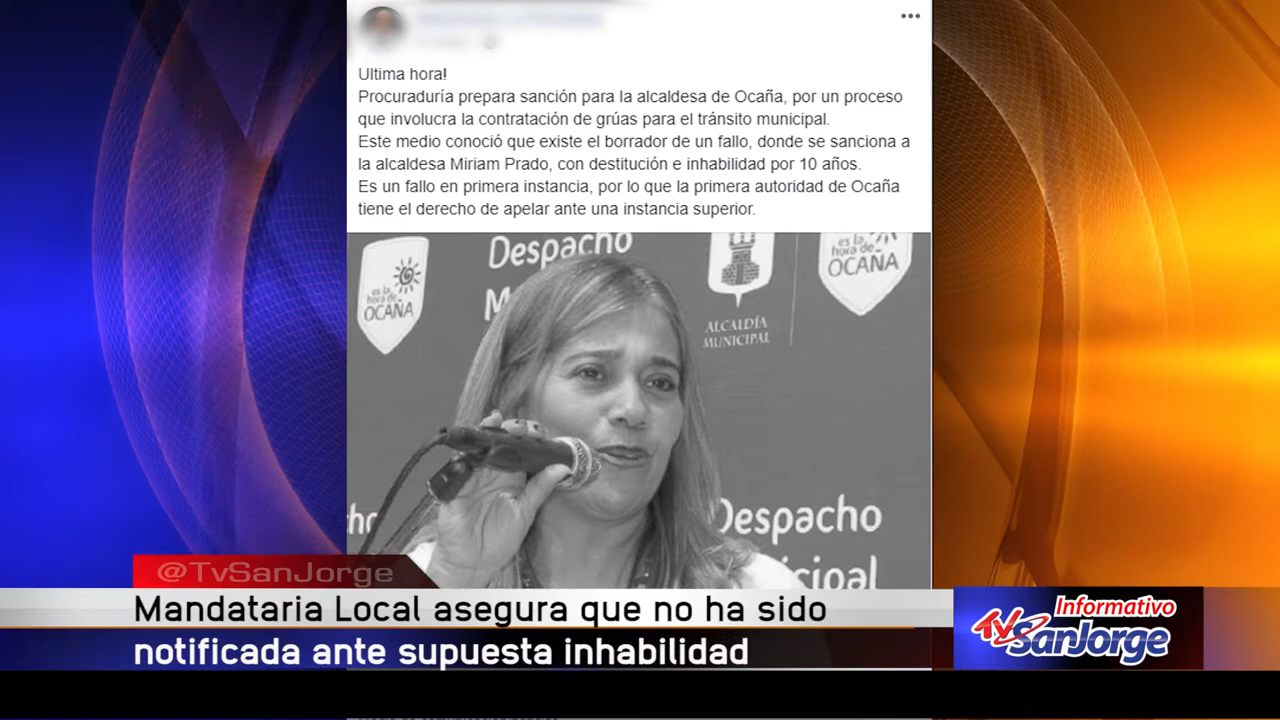 Ultima hora!
Procuraduría prepara sanción para la alcaldesa de Ocaña, por un proceso
que involucra la contratación de grúas para el tránsito municipal.
Este medio conoció que existe el borrador de un fallo, donde se sanciona a
la alcaldesa Miriam Prado, con destitución e inhabilidad por 10 años.
Es un fallo en primera instancia, por lo que la primera autoridad de Ocaña
tiene el derecho de apelar ante una instancia superior.
Despacho
M
es la
hora de
OCAÑA
ALCALDÍA
MUNICIPAL
es la
hora de
OCAÑA
cho
Despacho
icipal
@TvSanJorge
Mandataria Local asegura que no ha sido
notificada ante supuesta inhabilidad
Informativo
TV SanJorge